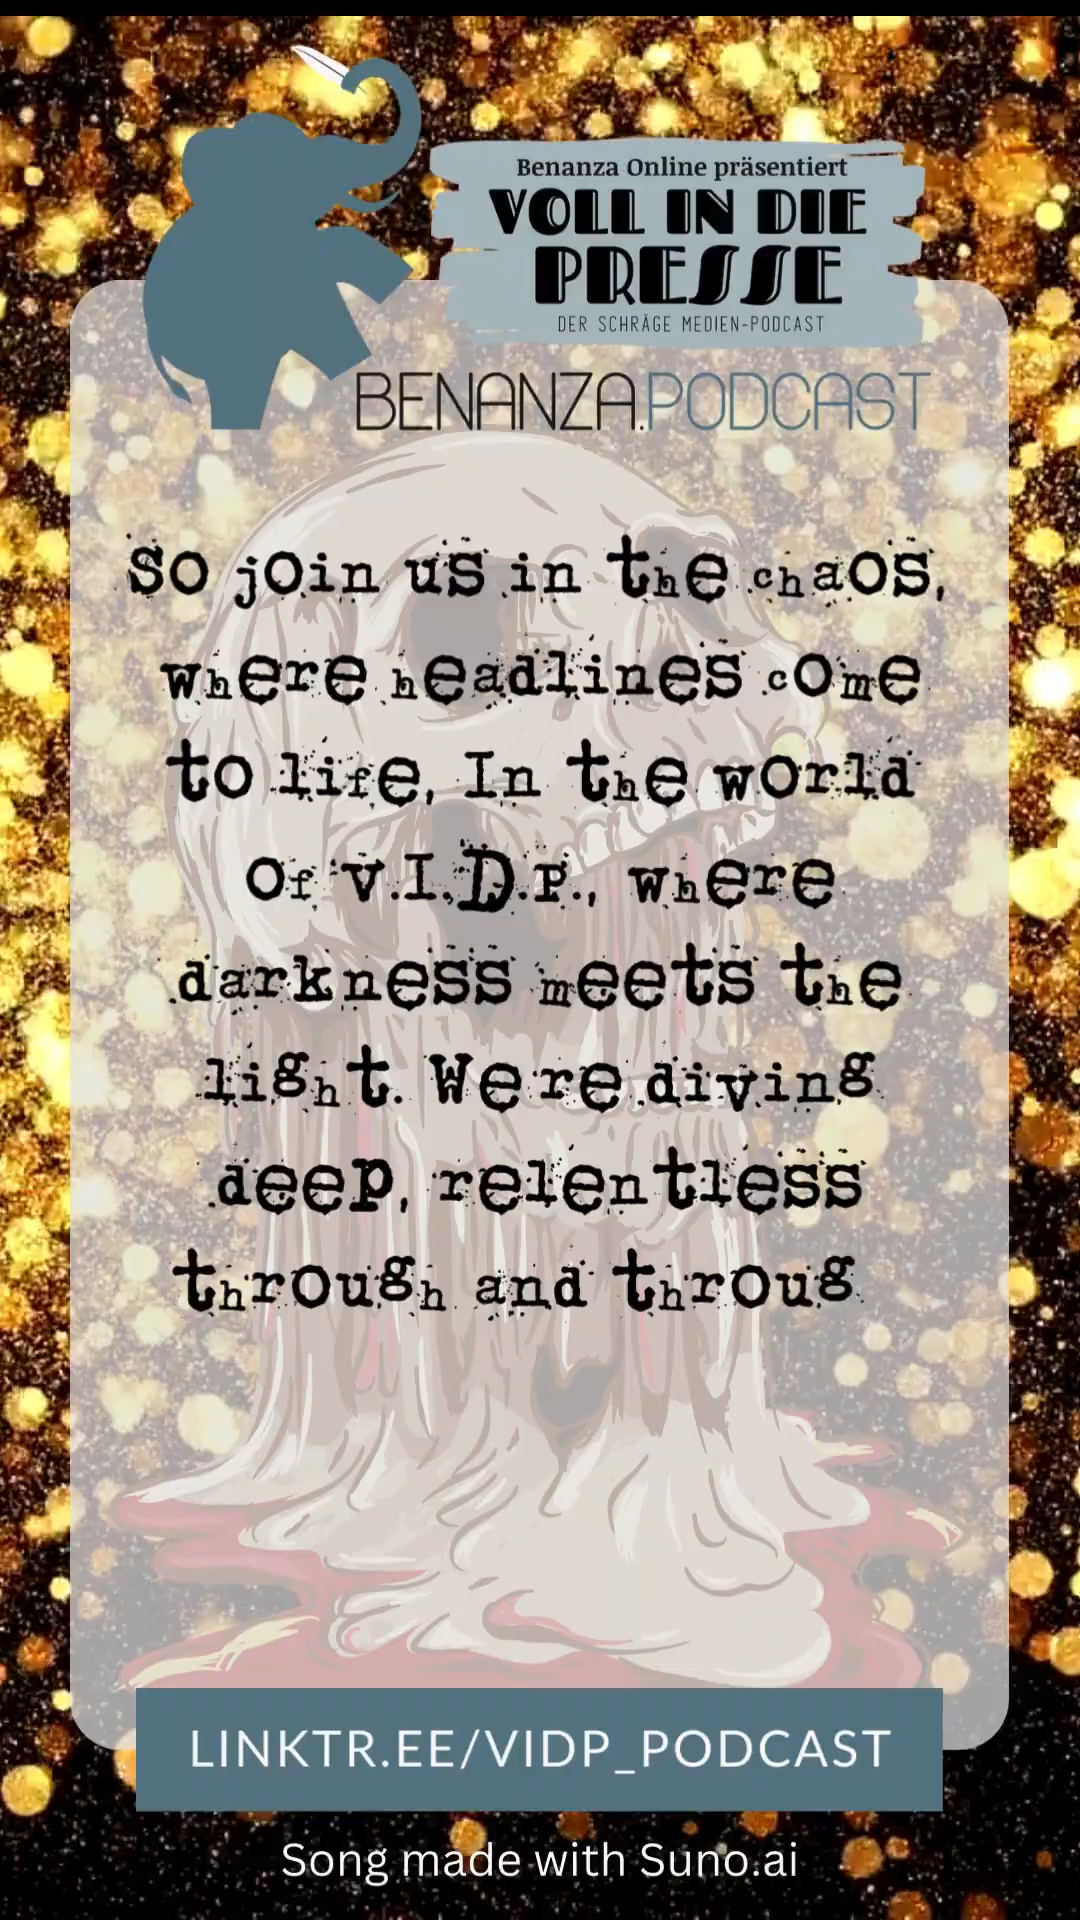 Benanza Online präsentiert
VOLL IN DIE
PRESSE
DER SCHRÄGE MEDIEN-PODCAST
BENANZA.PODCAST
So join us in the chaos,
where headlines come
to life, In the world
Of V.I.D.P., where
darkness meets the
light. We re diving
deep, relentless
through and throug
LINKTR.EE/VIDP_PODCAST
Song made with Suno.ai